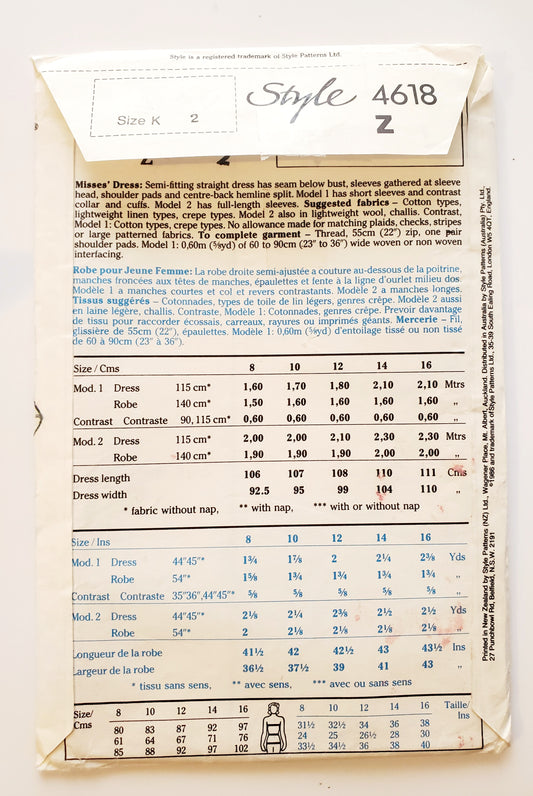 Style is a registered trademark of Style Patterns Ltd.
Size K 2
Style 4618
Z
Misses' Dress: Semi-fitting straight dress has seam below bust, sleeves gathered at sleeve
head, shoulder pads and centre-back hemline split. Model 1 has short sleeves and contrast
collar and cuffs. Model 2 has full-length sleeves. Suggested fabrics - Cotton types,
lightweight linen types, crepe types. Model 2 also in lightweight wool, challis. Contrast,
Model 1: Cotton types, crepe types. No allowance made for matching plaids, checks, stripes
or large patterned fabrics. To complete garment - Thread, 55cm (22") zip, one pair
shoulder pads. Model 1: 0,60m (⅝yd) of 60 to 90cm (23" to 36") wide woven or non woven
interfacing.
Robe pour Jeune Femme: La robe droite semi-ajustée a couture au-dessous de la poitrine,
manches froncées aux têtes de manches, épaulettes et fente à la ligne d'ourlet milieu dos.
Modèle 1 a manches courtes et col et revers contrastants. Modèle 2 a manches longes.
Tissus suggérés - Cotonnades, types de toile de lin légers, genres crêpe. Modèle 2 aussi
en laine légère, challis. Contraste, Modèle 1: Cotonnades, genres crêpe. Prevoir davantage
de tissu pour raccorder écossais, carreaux, rayures ou imprimés géants. Mercerie - Fil,
glissière de 55cm (22"), épaulettes. Modèle 1: 0,60m (⅝yd) d'entoilage tissé ou non tissé
de 60 à 90cm (23" à 36").
Size / Cms 8 10 12 14 16
Mod. 1 Dress 115 cm* 1,60 1,70 1,80 2,10 2,10 Mtrs
Robe 140 cm* 1,50 1,60 1,60 1,60 1,60 ,,
Contrast Contraste 90, 115 cm* 0,60 0,60 0,60 0,60 0,60 ,,
Mod. 2 Dress 115 cm* 2,00 2,00 2,10 2,30 2,30 Mtrs
Robe 140 cm* 1,90 1,90 1,90 2,00 2,00 ,,
Dress length 106 107 108 110 111 Cms
Dress width 92.5 95 99 104 110 ,,
* fabric without nap, ** with nap, *** with or without nap
Size / Ins 8 10 12 14 16
Mod. 1 Dress 44"45"* 1¾ 1⅞ 2 2¼ 2⅜ Yds
Robe 54"* 1⅝ 1¾ 1¾ 1¾ 1¾ ,,
Contrast Contraste 35"36",44"45"* ⅝ ⅝ ⅝ ⅝ ⅝ ,,
Mod. 2 Dress 44"45"* 2⅛ 2¼ 2⅜ 2½ 2½ Yds
Robe 54"* 2 2⅛ 2⅛ 2⅛ 2⅛ ,,
Longueur de la robe 41½ 42 42½ 43 43½ Ins
Largeur de la robe 36½ 37½ 39 41 43 ,,
* tissu sans sens, ** avec sens, *** avec ou sans sens
Size/ Cms 8 10 12 14 16 8 10 12 14 16 Taille/ Ins
80 83 87 92 97 31½ 32½ 34 36 38
61 64 67 71 76 24 25 26½ 28 30
85 88 92 97 102 33½ 34½ 36 38 40
Printed in New Zealand by Style Patterns (NZ) Ltd., Wagener Place, Mt. Albert, Auckland. Distributed in Australia by Style Patterns (Australia) Pty. Ltd.,
27 Punchbowl Rd, Belfield, N.S.W. 2191 ©1986 and trademark of Style Patterns Ltd., 35-39 South Ealing Road, London W5 4QT, England.